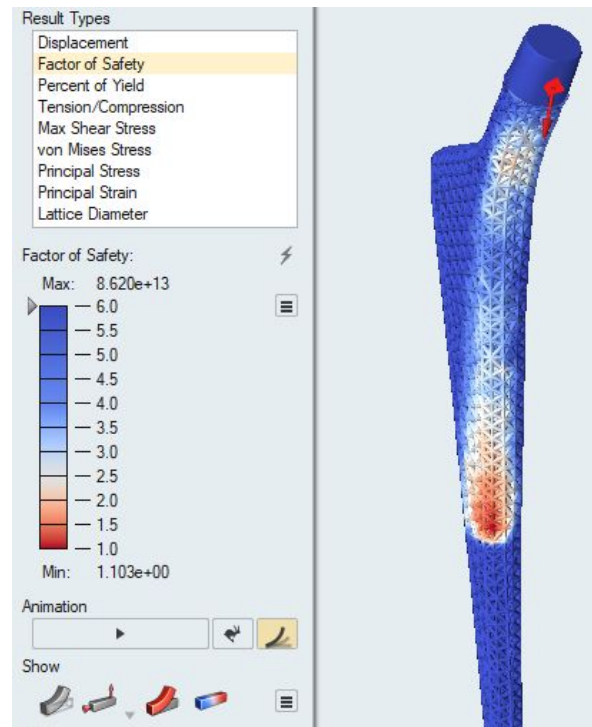 Result Types
Displacement
Factor of Safety
Percent of Yield
Tension/Compression
Max Shear Stress
von Mises Stress
Principal Stress
Principal Strain
Lattice Diameter
Factor of Safety:
Max: 8.620e+13
6.0
5.5
5.0
4.5
4.0
3.5
3.0
2.5
2.0
1.5
1.0
Min: 1.103e+00
Animation
Show